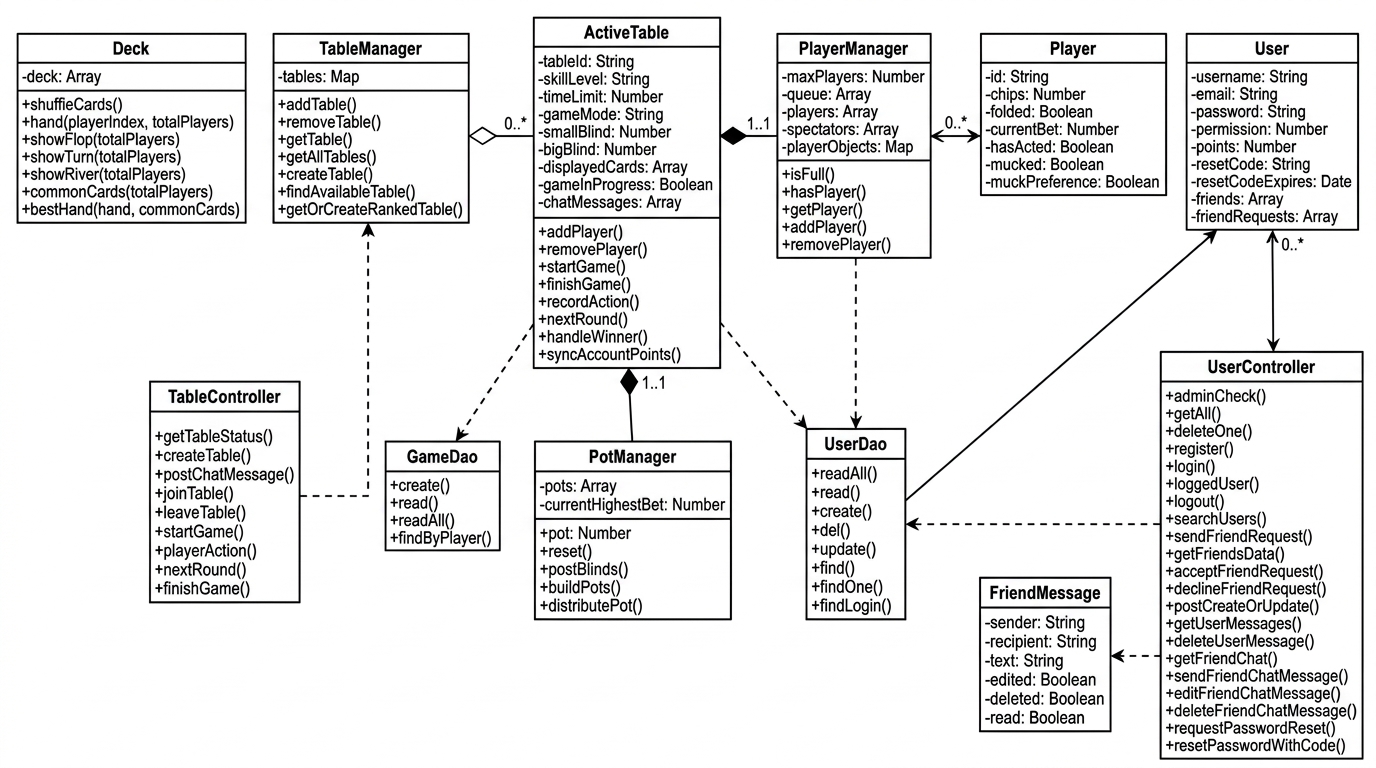 Deck
-deck: Array
+shuffieCards()
+hand(playerIndex, totalPlayers)
+showFlop(totalPlayers)
+showTurn(totalPlayers)
+showRiver(totalPlayers)
+commonCards(totalPlayers)
+bestHand(hand, commonCards)
TableManager
-tables: Map
+addTable()
+removeTable()
+getTable()
+getAllTables()
+createTable()
+findAvailableTable()
+getOrCreateRankedTable()
0..*
ActiveTable
-tableId: String
-skillLevel: String
-timeLimit: Number
-gameMode: String
-smallBlind: Number
-bigBlind: Number
-displayedCards: Array
-gameInProgress: Boolean
-chatMessages: Array
+addPlayer()
+removePlayer()
+startGame()
+finishGame()
+recordAction()
+nextRound()
+handleWinner()
+syncAccountPoints()
1..1
PlayerManager
-maxPlayers: Number
-queue: Array
-players: Array
-spectators: Array
-playerObjects: Map
+isFull()
+hasPlayer()
+getPlayer()
+addPlayer()
+removePlayer()
0..*
Player
-id: String
-chips: Number
-folded: Boolean
-currentBet: Number
-hasActed: Boolean
-mucked: Boolean
-muckPreference: Boolean
User
-username: String
-email: String
-password: String
-permission: Number
-points: Number
-resetCode: String
-resetCodeExpires: Date
-friends: Array
-friendRequests: Array
0..*
TableController
+getTableStatus()
+createTable()
+postChatMessage()
+joinTable()
+leaveTable()
+startGame()
+playerAction()
+nextRound()
+finishGame()
GameDao
+create()
+read()
+readAll()
+findByPlayer()
1..1
PotManager
-pots: Array
-currentHighestBet: Number
+pot: Number
+reset()
+postBlinds()
+buildPots()
+distributePot()
UserDao
+readAll()
+read()
+create()
+del()
+update()
+find()
+findOne()
+findLogin()
FriendMessage
-sender: String
-recipient: String
-text: String
-edited: Boolean
-deleted: Boolean
-read: Boolean
UserController
+adminCheck()
+getAll()
+deleteOne()
+register()
+login()
+loggedUser()
+logout()
+searchUsers()
+sendFriendRequest()
+getFriendsData()
+acceptFriendRequest()
+declineFriendRequest()
+postCreateOrUpdate()
+getUserMessages()
+deleteUserMessage()
+getFriendChat()
+sendFriendChatMessage()
+editFriendChatMessage()
+deleteFriendChatMessage()
+requestPasswordReset()
+resetPasswordWithCode()